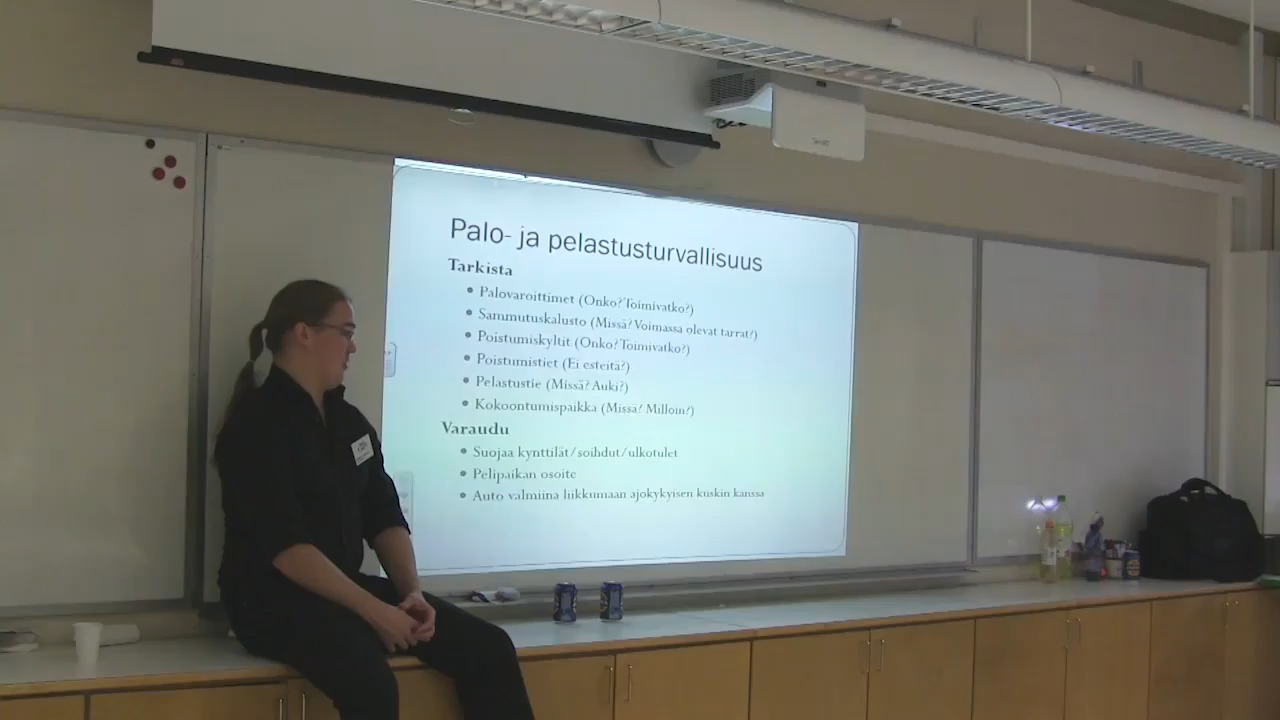 Palo- ja pelastusturvallisuus
Tarkista
• Palovaroittimet (Onko? Toimivatko?)
• Sammutuskalusto (Missä? Voimassa olevat tarrat?)
• Poistumiskyltit (Onko? Toimivatko?)
• Poistumistiet (Ei esteitä?)
• Pelastustie (Missä? Auki?)
• Kokoontumispaikka (Missä? Milloin?)
Varaudu
• Suojaa kynttilät/soihdut/ulkotulet
• Pelipaikan osoite
• Auto valmiina liikkumaan ajokykyisen kuskin kanssa